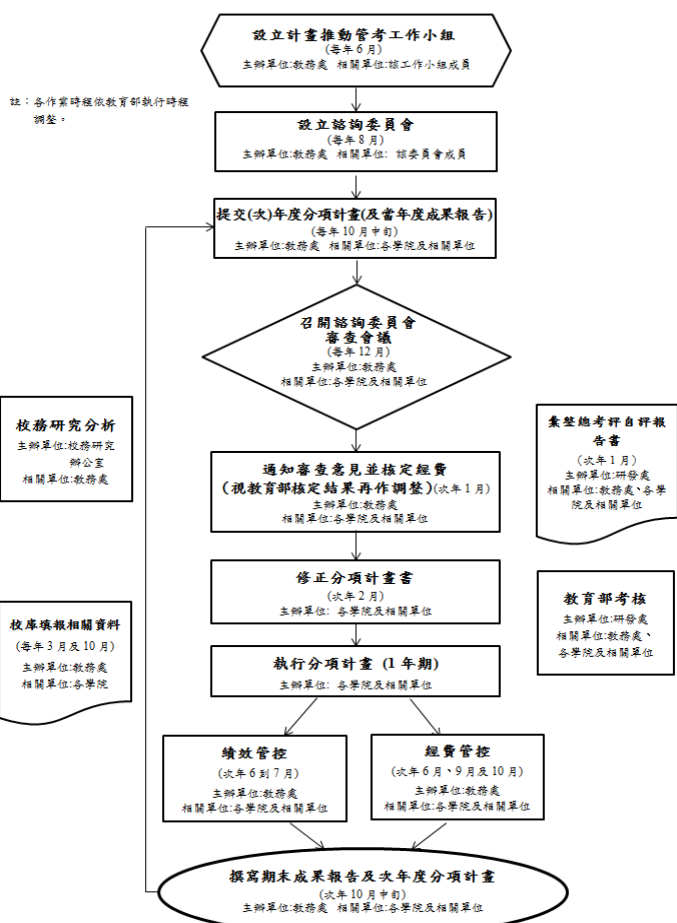 設立計畫推動管考工作小組
(每年 6 月)
主辦單位:教務處 相關單位:該工作小組成員
註：各作業時程依教育部執行時程
調整。
設立諮詢委員會
(每年 8 月)
主辦單位:教務處 相關單位: 該委員會成員
提交(次)年度分項計畫(及當年度成果報告)
(每年 10 月中旬)
主辦單位:教務處 相關單位:各學院及相關單位
召開諮詢委員會
審查會議
(每年 12 月)
主辦單位:教務處
相關單位:各學院及相關單位
校務研究分析
主辦單位:校務研究
辦公室
相關單位:教務處
彙整總考評自評報
告書
(次年 1 月)
主辦單位:研發處
相關單位:教務處、各學
院及相關單位
通知審查意見並核定經費
(視教育部核定結果再作調整)(次年 1 月)
主辦單位:教務處
相關單位:各學院及相關單位
修正分項計畫書
(次年 2 月)
主辦單位: 各學院及相關單位
教育部考核
主辦單位:研發處
相關單位:教務處、
各學院及相關單位
校庫填報相關資料
(每年 3 月及 10 月)
主辦單位:教務處
相關單位:各學院
執行分項計畫 (1 年期)
主辦單位: 各學院及相關單位
績效管控
(次年 6 到 7 月)
主辦單位:教務處
相關單位:各學院及相關單位
經費管控
(次年 6 月、9 月及 10 月)
主辦單位:教務處
相關單位:各學院及相關單位
撰寫期末成果報告及次年度分項計畫
(次年 10 月中旬)
主辦單位:教務處 相關單位:各學院及相關單位